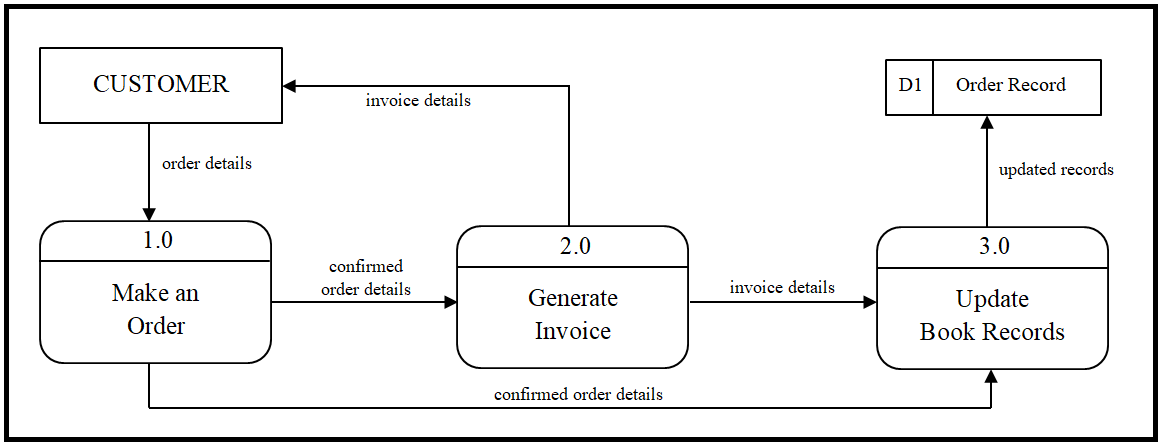 CUSTOMER
invoice details
D1
Order Record
order details
updated records
1.0
Make an
Order
confirmed
order details
2.0
Generate
Invoice
invoice details
3.0
Update
Book Records
confirmed order details